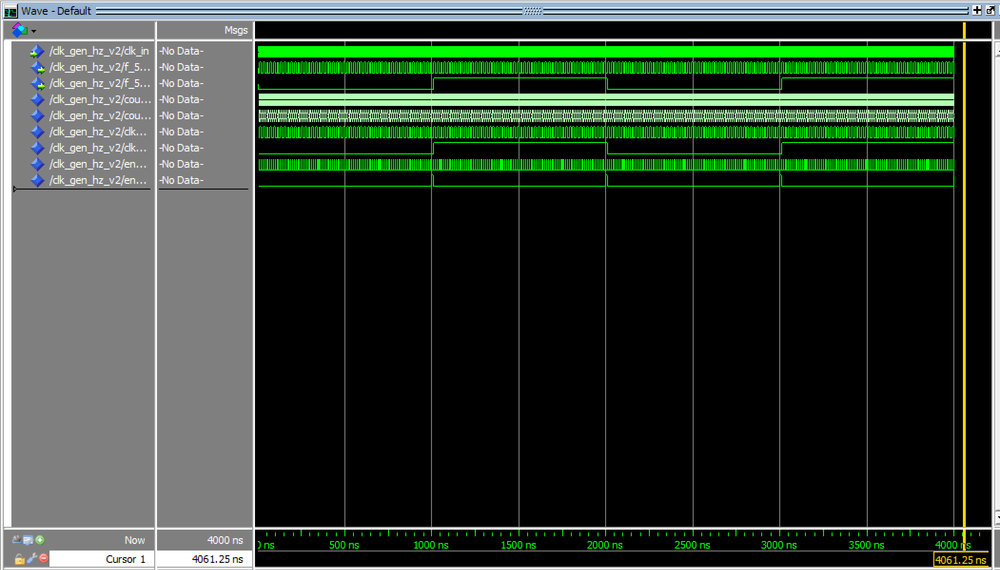 Wave - Default
Msgs
/clk_gen_hz_v2/clk_in -No Data-
/clk_gen_hz_v2/f_5... -No Data-
/clk_gen_hz_v2/f_5... -No Data-
/clk_gen_hz_v2/cou... -No Data-
/clk_gen_hz_v2/cou... -No Data-
/clk_gen_hz_v2/clk... -No Data-
/clk_gen_hz_v2/clk... -No Data-
/clk_gen_hz_v2/en... -No Data-
/clk_gen_hz_v2/en... -No Data-
Now 4000 ns ns 500 ns 1000 ns 1500 ns 2000 ns 2500 ns 3000 ns 3500 ns 4000 ns
Cursor 1 4061.25 ns 4061.25 ns